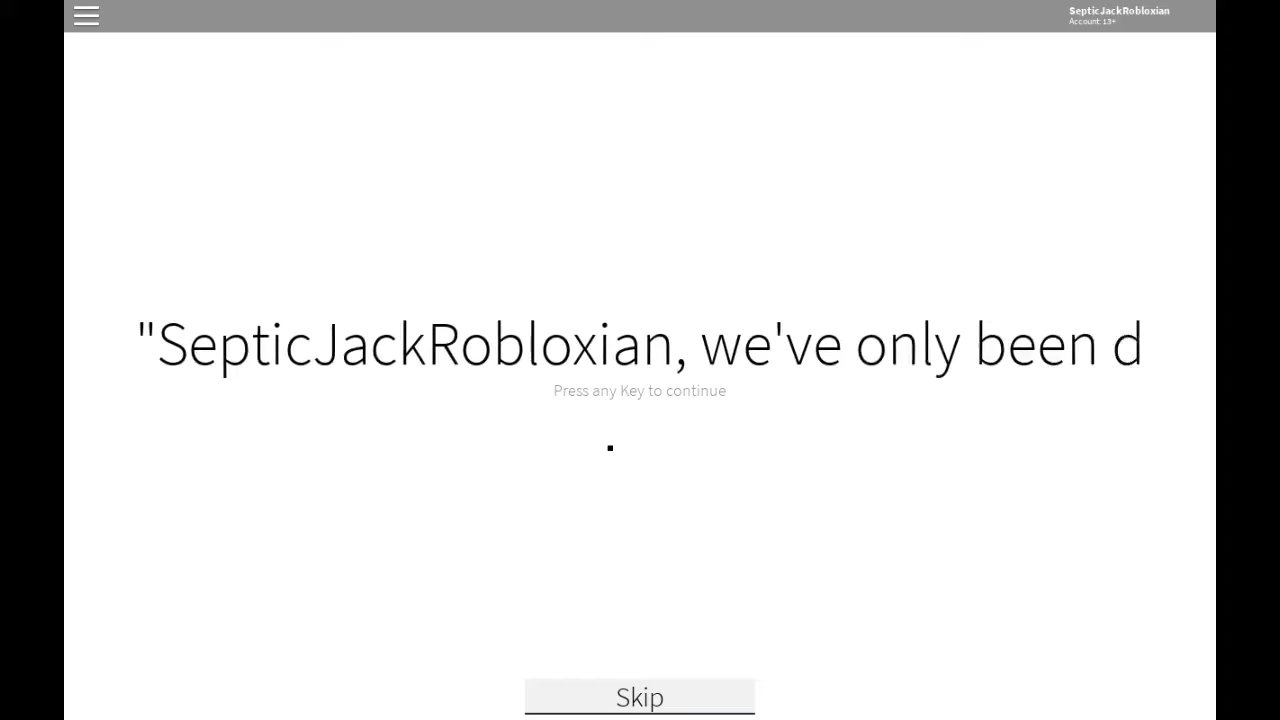 SepticJackRobloxian
Account: 13+
"SepticJackRobloxian, we've only been d
Press any Key to continue
Skip